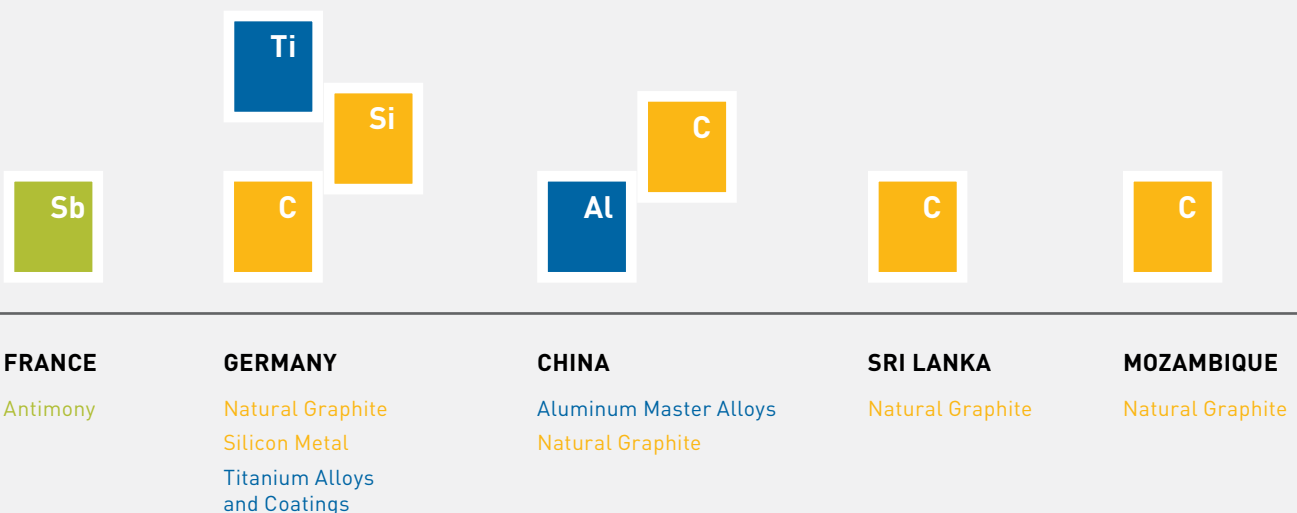 Ti
Si
C
Sb
C
Al
C
C
FRANCE
Antimony
GERMANY
Natural Graphite
Silicon Metal
Titanium Alloys
and Coatings
CHINA
Aluminum Master Alloys
Natural Graphite
SRI LANKA
Natural Graphite
MOZAMBIQUE
Natural Graphite